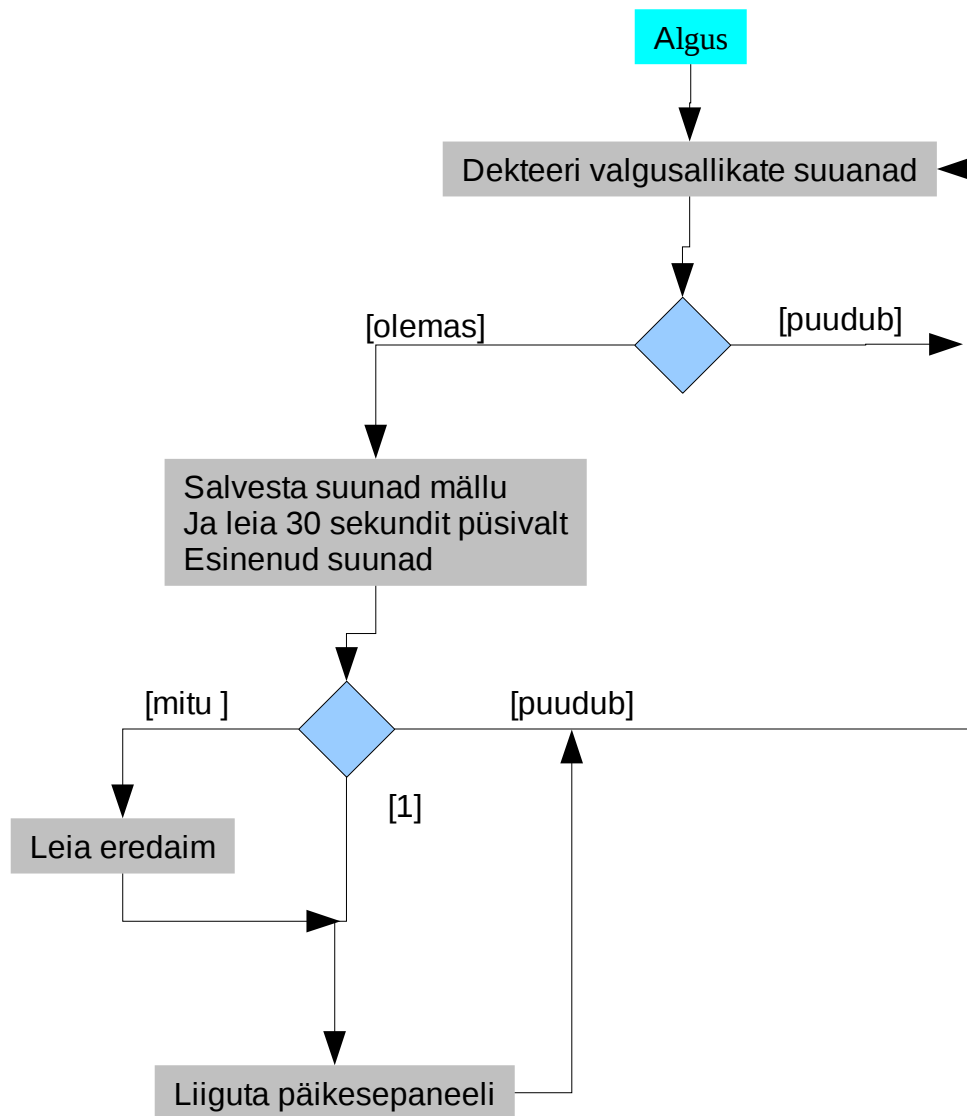 Algus
Dekteeri valgusallikate suuanad
[olemas]
[puudub]
Salvesta suunad mällu
Ja leia 30 sekundit püsivalt
Esinenud suunad
[mitu ]
[puudub]
[1]
Leia eredaim
Liiguta päikesepaneeli